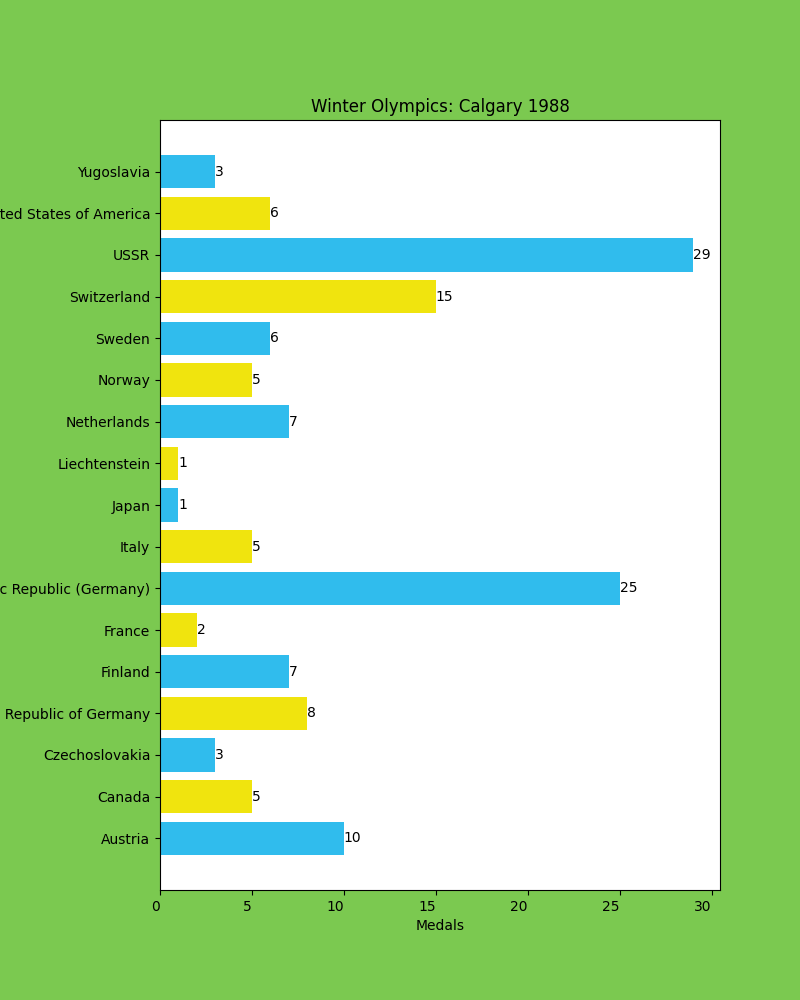 Winter Olympics: Calgary 1988
Yugoslavia 3
States of America 6
USSR 29
Switzerland 15
Sweden 6
Norway 5
Netherlands 7
Liechtenstein 1
Japan 1
Italy 5
Republic (Germany) 25
France 2
Finland 7
Republic of Germany 8
Czechoslovakia 3
Canada 5
Austria 10
0 5 10 15 20 25 30
Medals